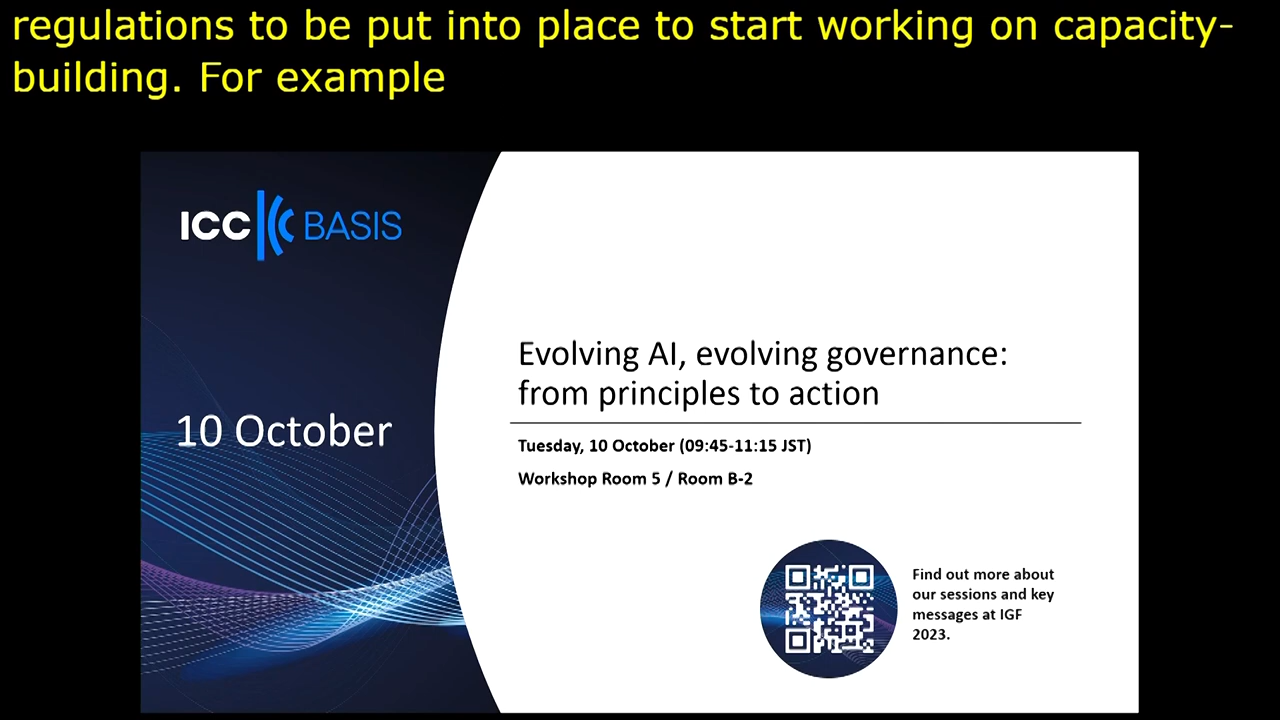 regulations to be put into place to start working on capacity-
building. For example
ICC BASIS
10 October
Evolving AI, evolving governance:
from principles to action
Tuesday, 10 October (09:45-11:15 JST)
Workshop Room 5 / Room B-2
Find out more about
our sessions and key
messages at IGF
2023.